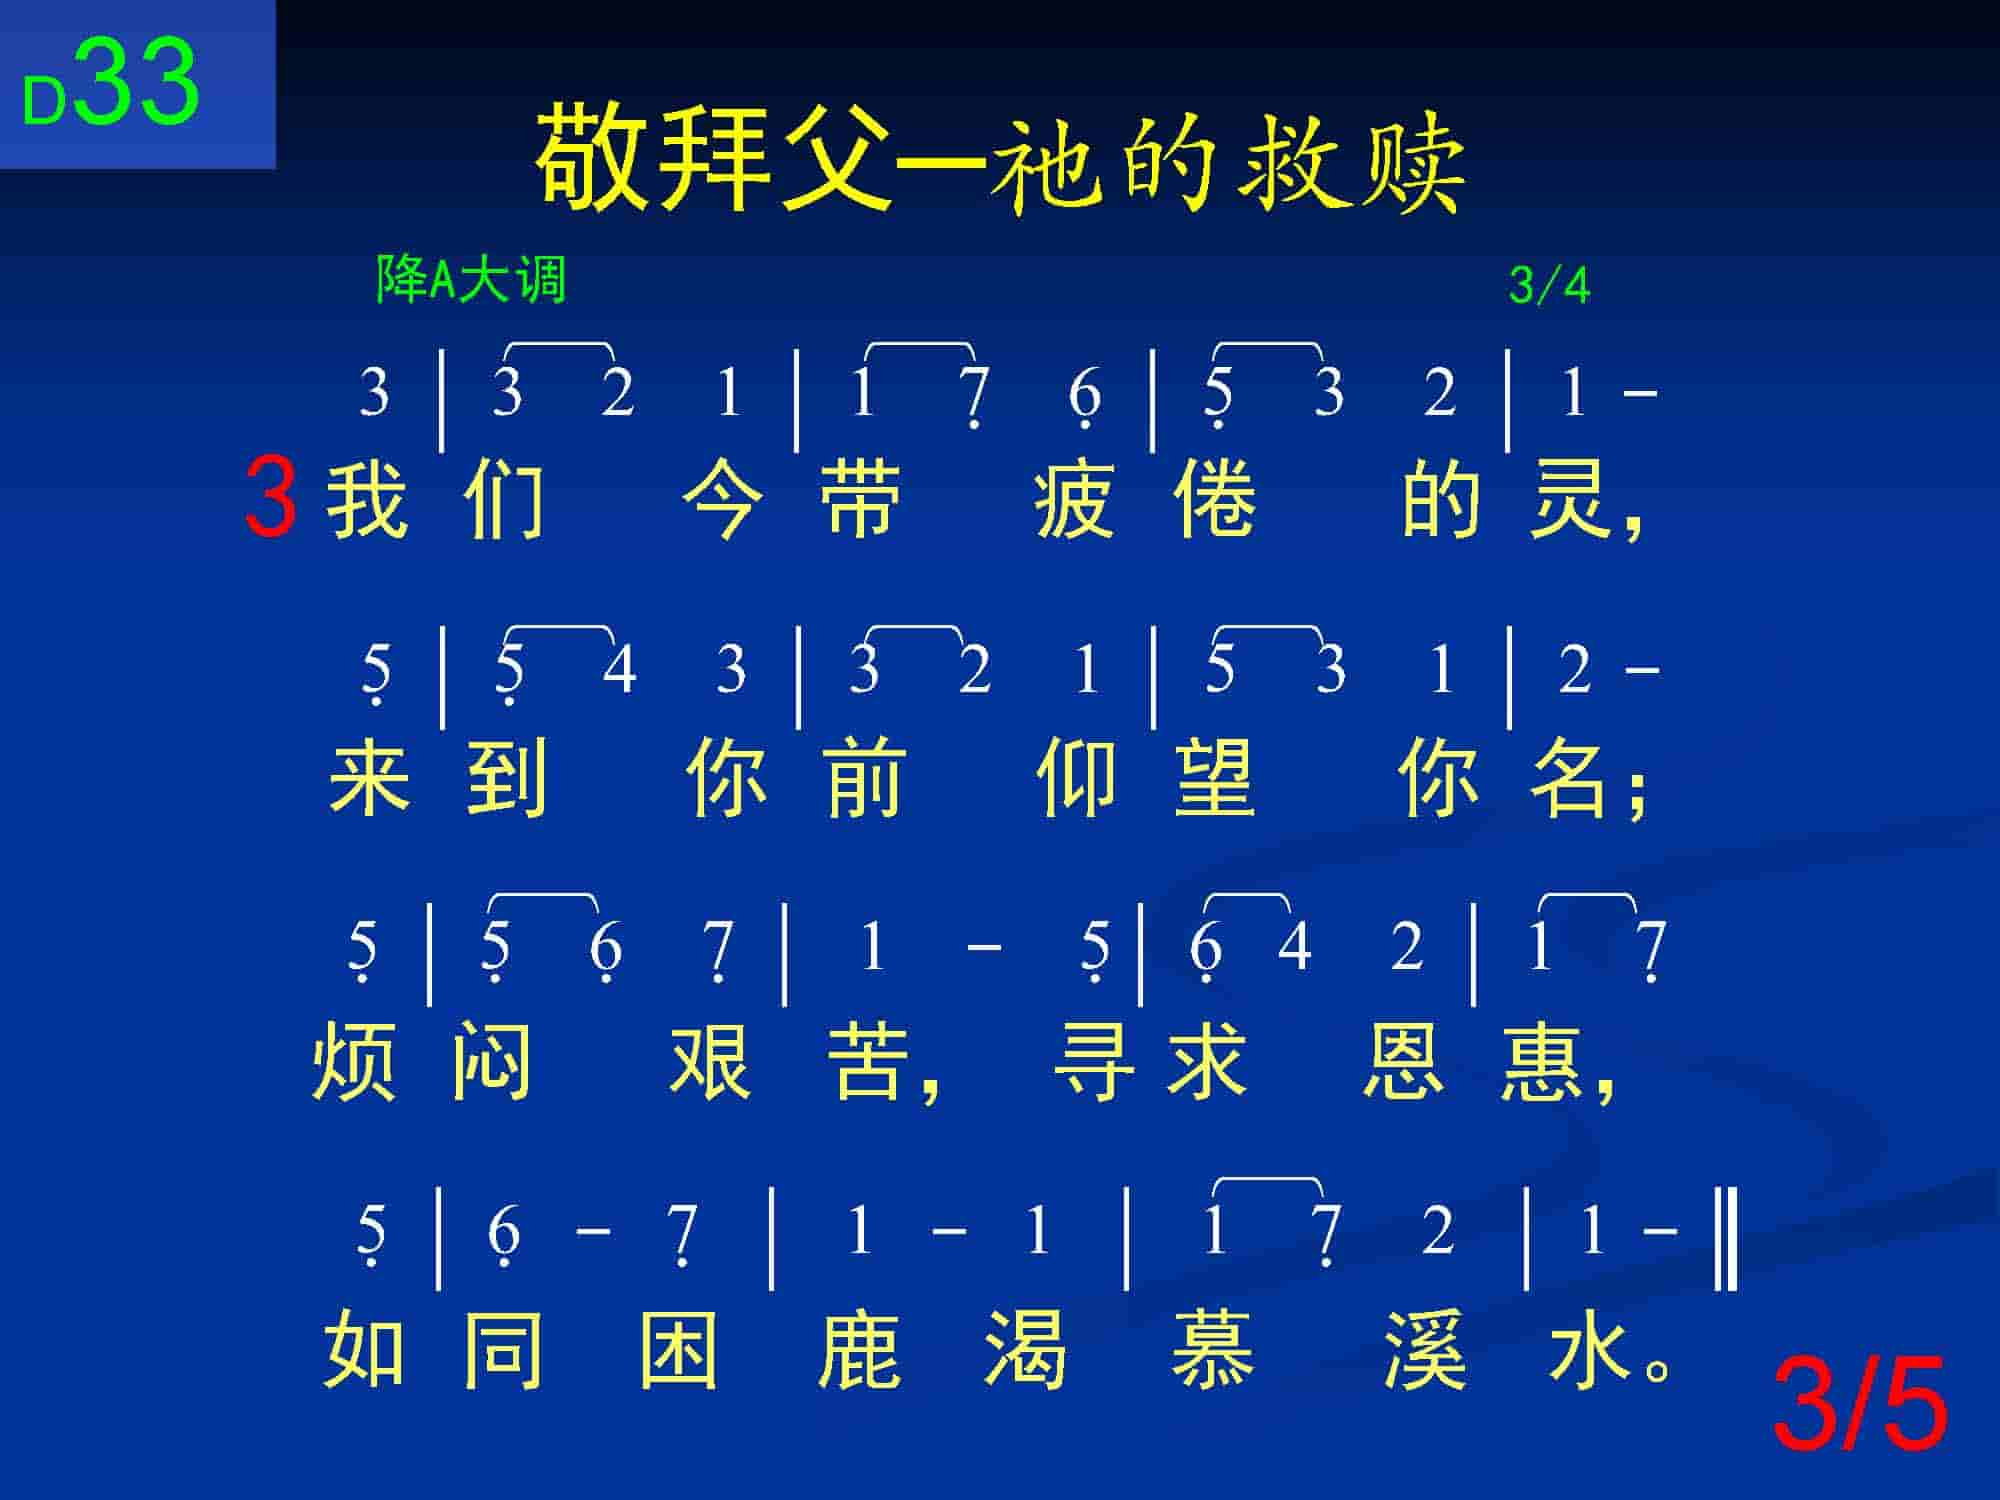 D33
敬拜父—祂的救赎
降A大调 3/4
3 | 3 2 1 | 1 7̣ 6̣ | 5̣ 3 2 | 1 -
3 我们今带疲倦的灵，
5̣ | 5̣ 4 3 | 3 2 1 | 5 3 1 | 2 -
来到你前仰望你名；
5̣ | 5̣ 6̣ 7̣ | 1 - 5̣ | 6̣ 4 2 | 1 7̣
烦闷艰苦，寻求恩惠，
5̣ | 6̣ - 7̣ | 1 - 1 | 1 7̣ 2 | 1 - ‖
如同困鹿渴慕溪水。
3/5